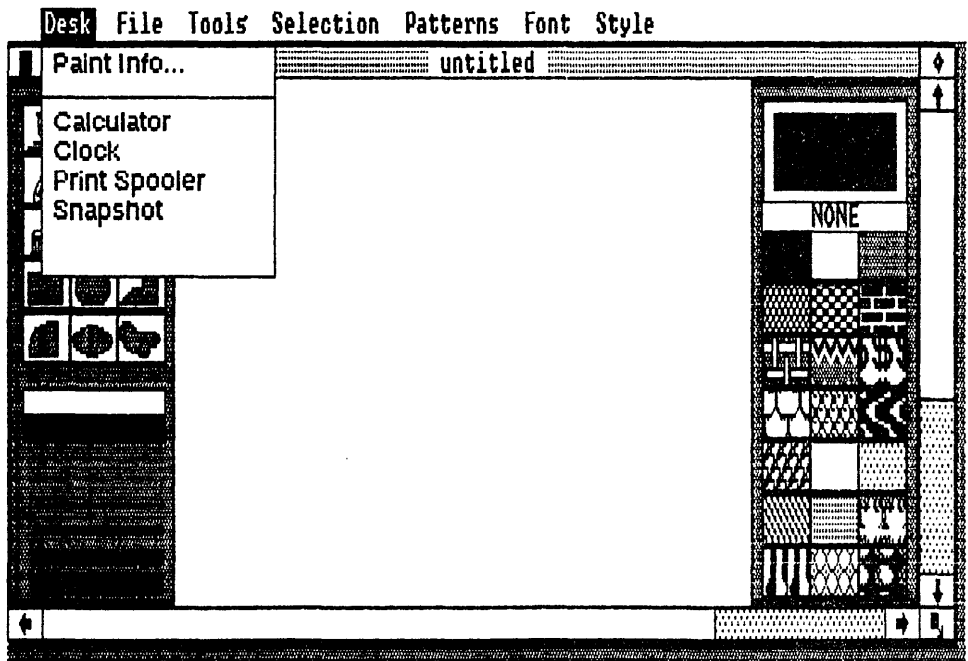 Desk File Tools Selection Patterns Font Style
untitled
Paint Info...
Calculator
Clock
Print Spooler
Snapshot
NONE